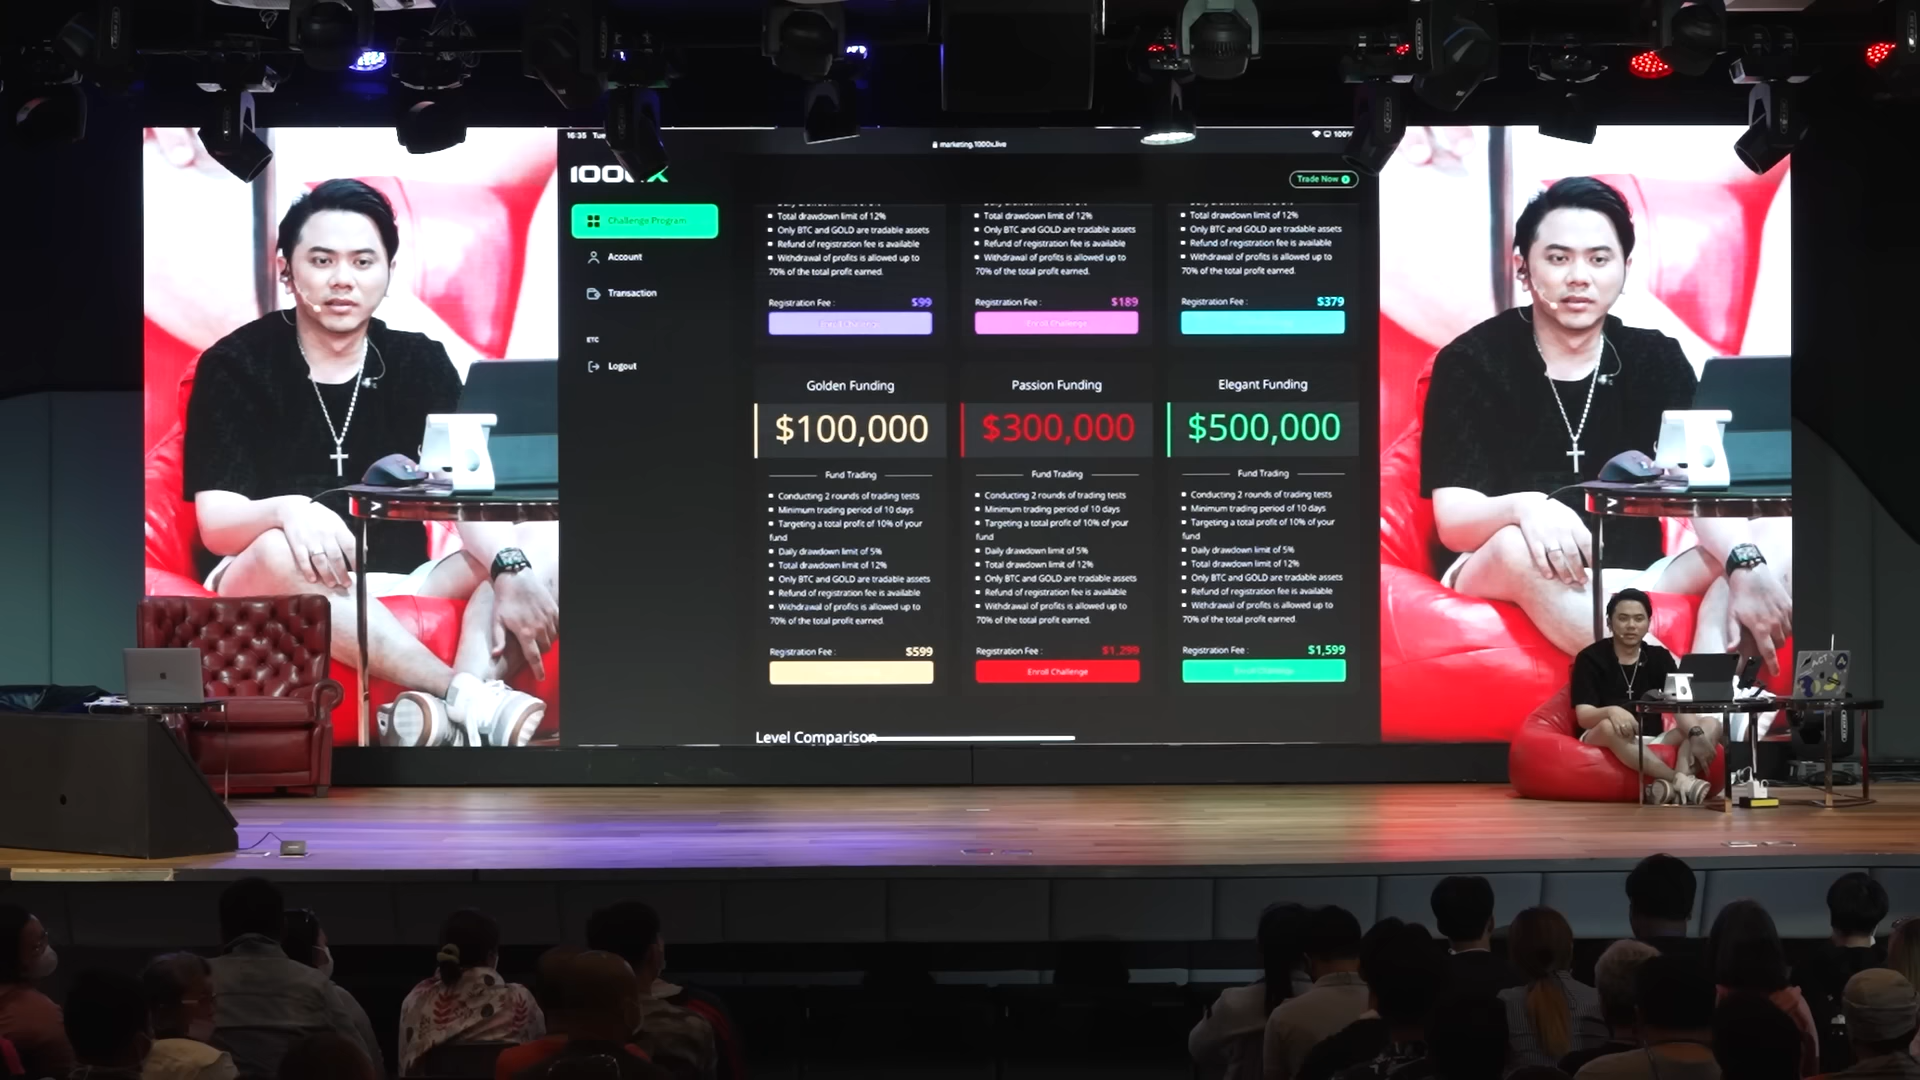 16:35 Tue
100%
marketing.1000x.live
Trade Now
Challenge Program
Account
Transaction
ETC
Logout
Total drawdown limit of 12%
Only BTC and GOLD are tradable assets
Refund of registration fee is available
Withdrawal of profits is allowed up to
70% of the total profit earned.
Registration Fee : $99
Total drawdown limit of 12%
Only BTC and GOLD are tradable assets
Refund of registration fee is available
Withdrawal of profits is allowed up to
70% of the total profit earned.
Registration Fee : $189
Enroll Challenge
Total drawdown limit of 12%
Only BTC and GOLD are tradable assets
Refund of registration fee is available
Withdrawal of profits is allowed up to
70% of the total profit earned.
Registration Fee : $379
Golden Funding
$100,000
Fund Trading
Conducting 2 rounds of trading tests
Minimum trading period of 10 days
Targeting a total profit of 10% of your
fund
Daily drawdown limit of 5%
Total drawdown limit of 12%
Only BTC and GOLD are tradable assets
Refund of registration fee is available
Withdrawal of profits is allowed up to
70% of the total profit earned.
Registration Fee : $599
Passion Funding
$300,000
Fund Trading
Conducting 2 rounds of trading tests
Minimum trading period of 10 days
Targeting a total profit of 10% of your
fund
Daily drawdown limit of 5%
Total drawdown limit of 12%
Only BTC and GOLD are tradable assets
Refund of registration fee is available
Withdrawal of profits is allowed up to
70% of the total profit earned.
Registration Fee : $1,299
Enroll Challenge
Elegant Funding
$500,000
Fund Trading
Conducting 2 rounds of trading tests
Minimum trading period of 10 days
Targeting a total profit of 10% of your
fund
Daily drawdown limit of 5%
Total drawdown limit of 12%
Only BTC and GOLD are tradable assets
Refund of registration fee is available
Withdrawal of profits is allowed up to
70% of the total profit earned.
Registration Fee : $1,599
Level Comparison